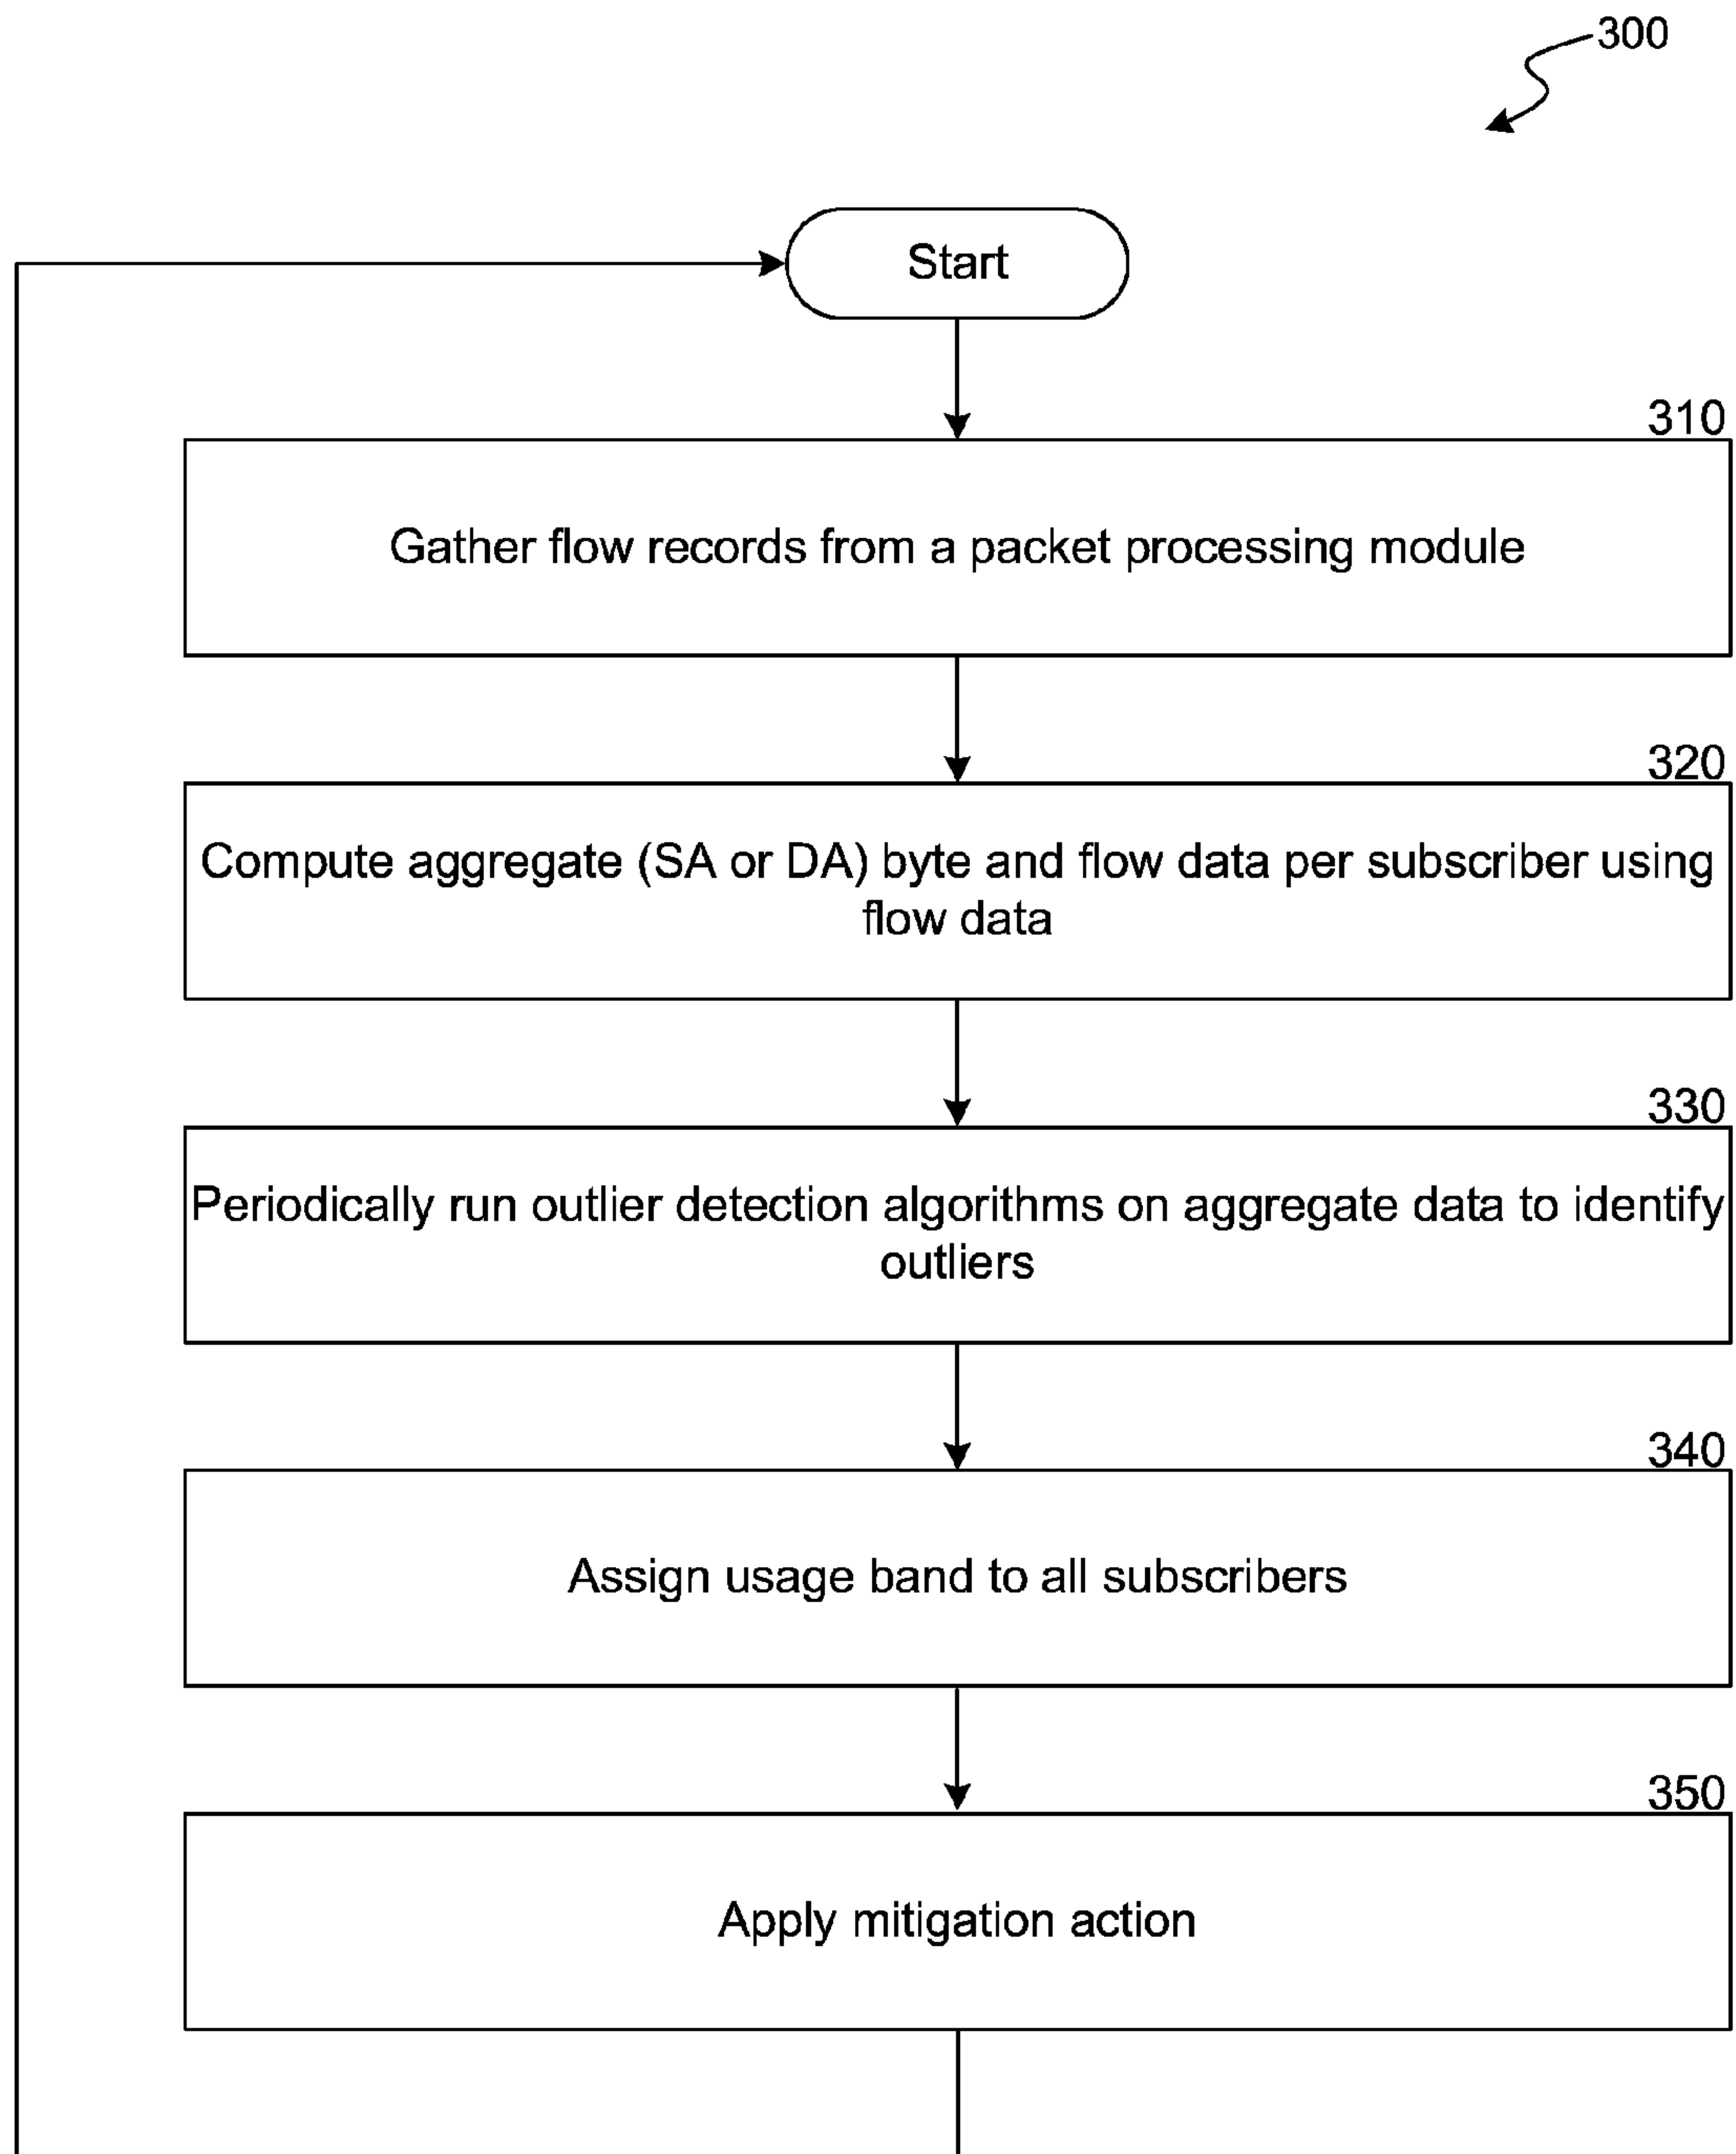 300
Start
310
Gather flow records from a packet processing module
320
Compute aggregate (SA or DA) byte and flow data per subscriber using
flow data
330
Periodically run outlier detection algorithms on aggregate data to identify
outliers
340
Assign usage band to all subscribers
350
Apply mitigation action